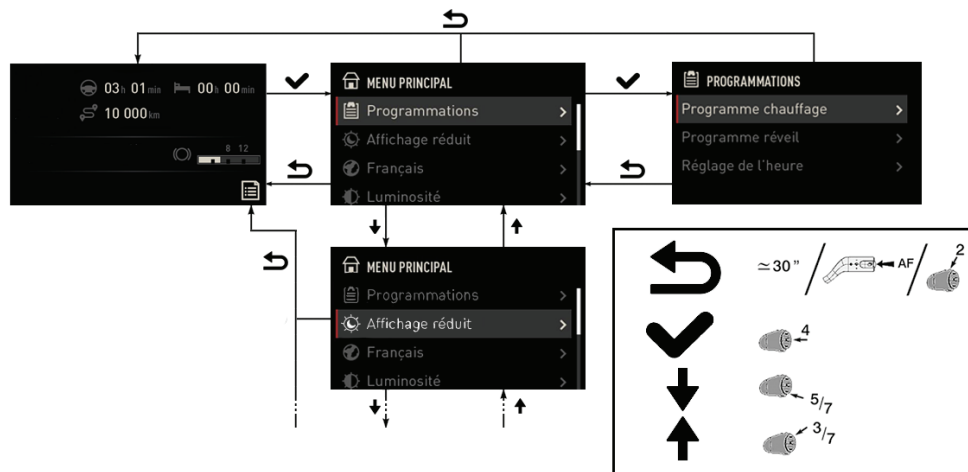 03h 01min 00h 00min
10 000km
8 12
MENU PRINCIPAL
Programmations
Affichage réduit
Français
Luminosité
PROGRAMMATIONS
Programme chauffage
Programme réveil
Réglage de l'heure
MENU PRINCIPAL
Programmations
Affichage réduit
Français
Luminosité
≃30" / AF / 2
4
5/7
3/7